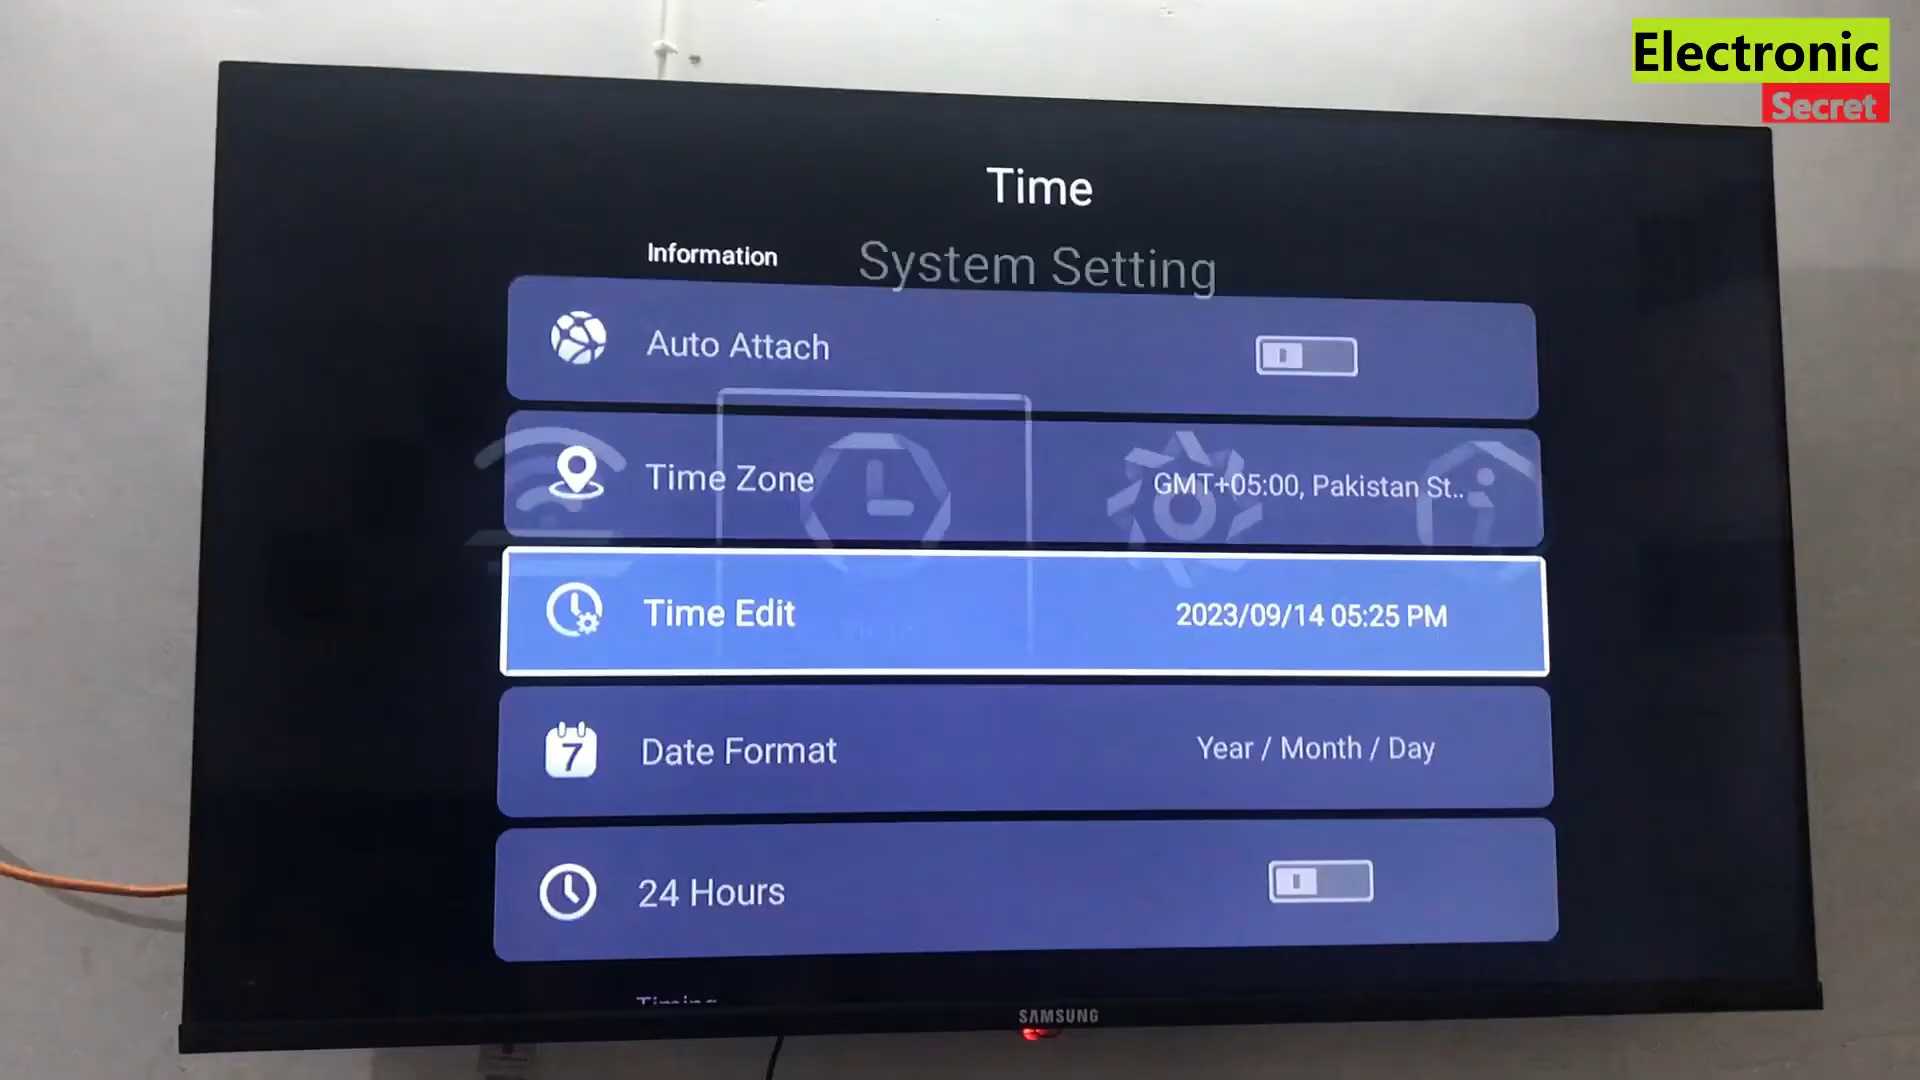 Electronic
Secret
Time
Information
System Setting
Auto Attach
Time Zone
GMT+05:00, Pakistan St..
Time Edit
2023/09/14 05:25 PM
Date Format
Year / Month / Day
7
24 Hours
SAMSUNG